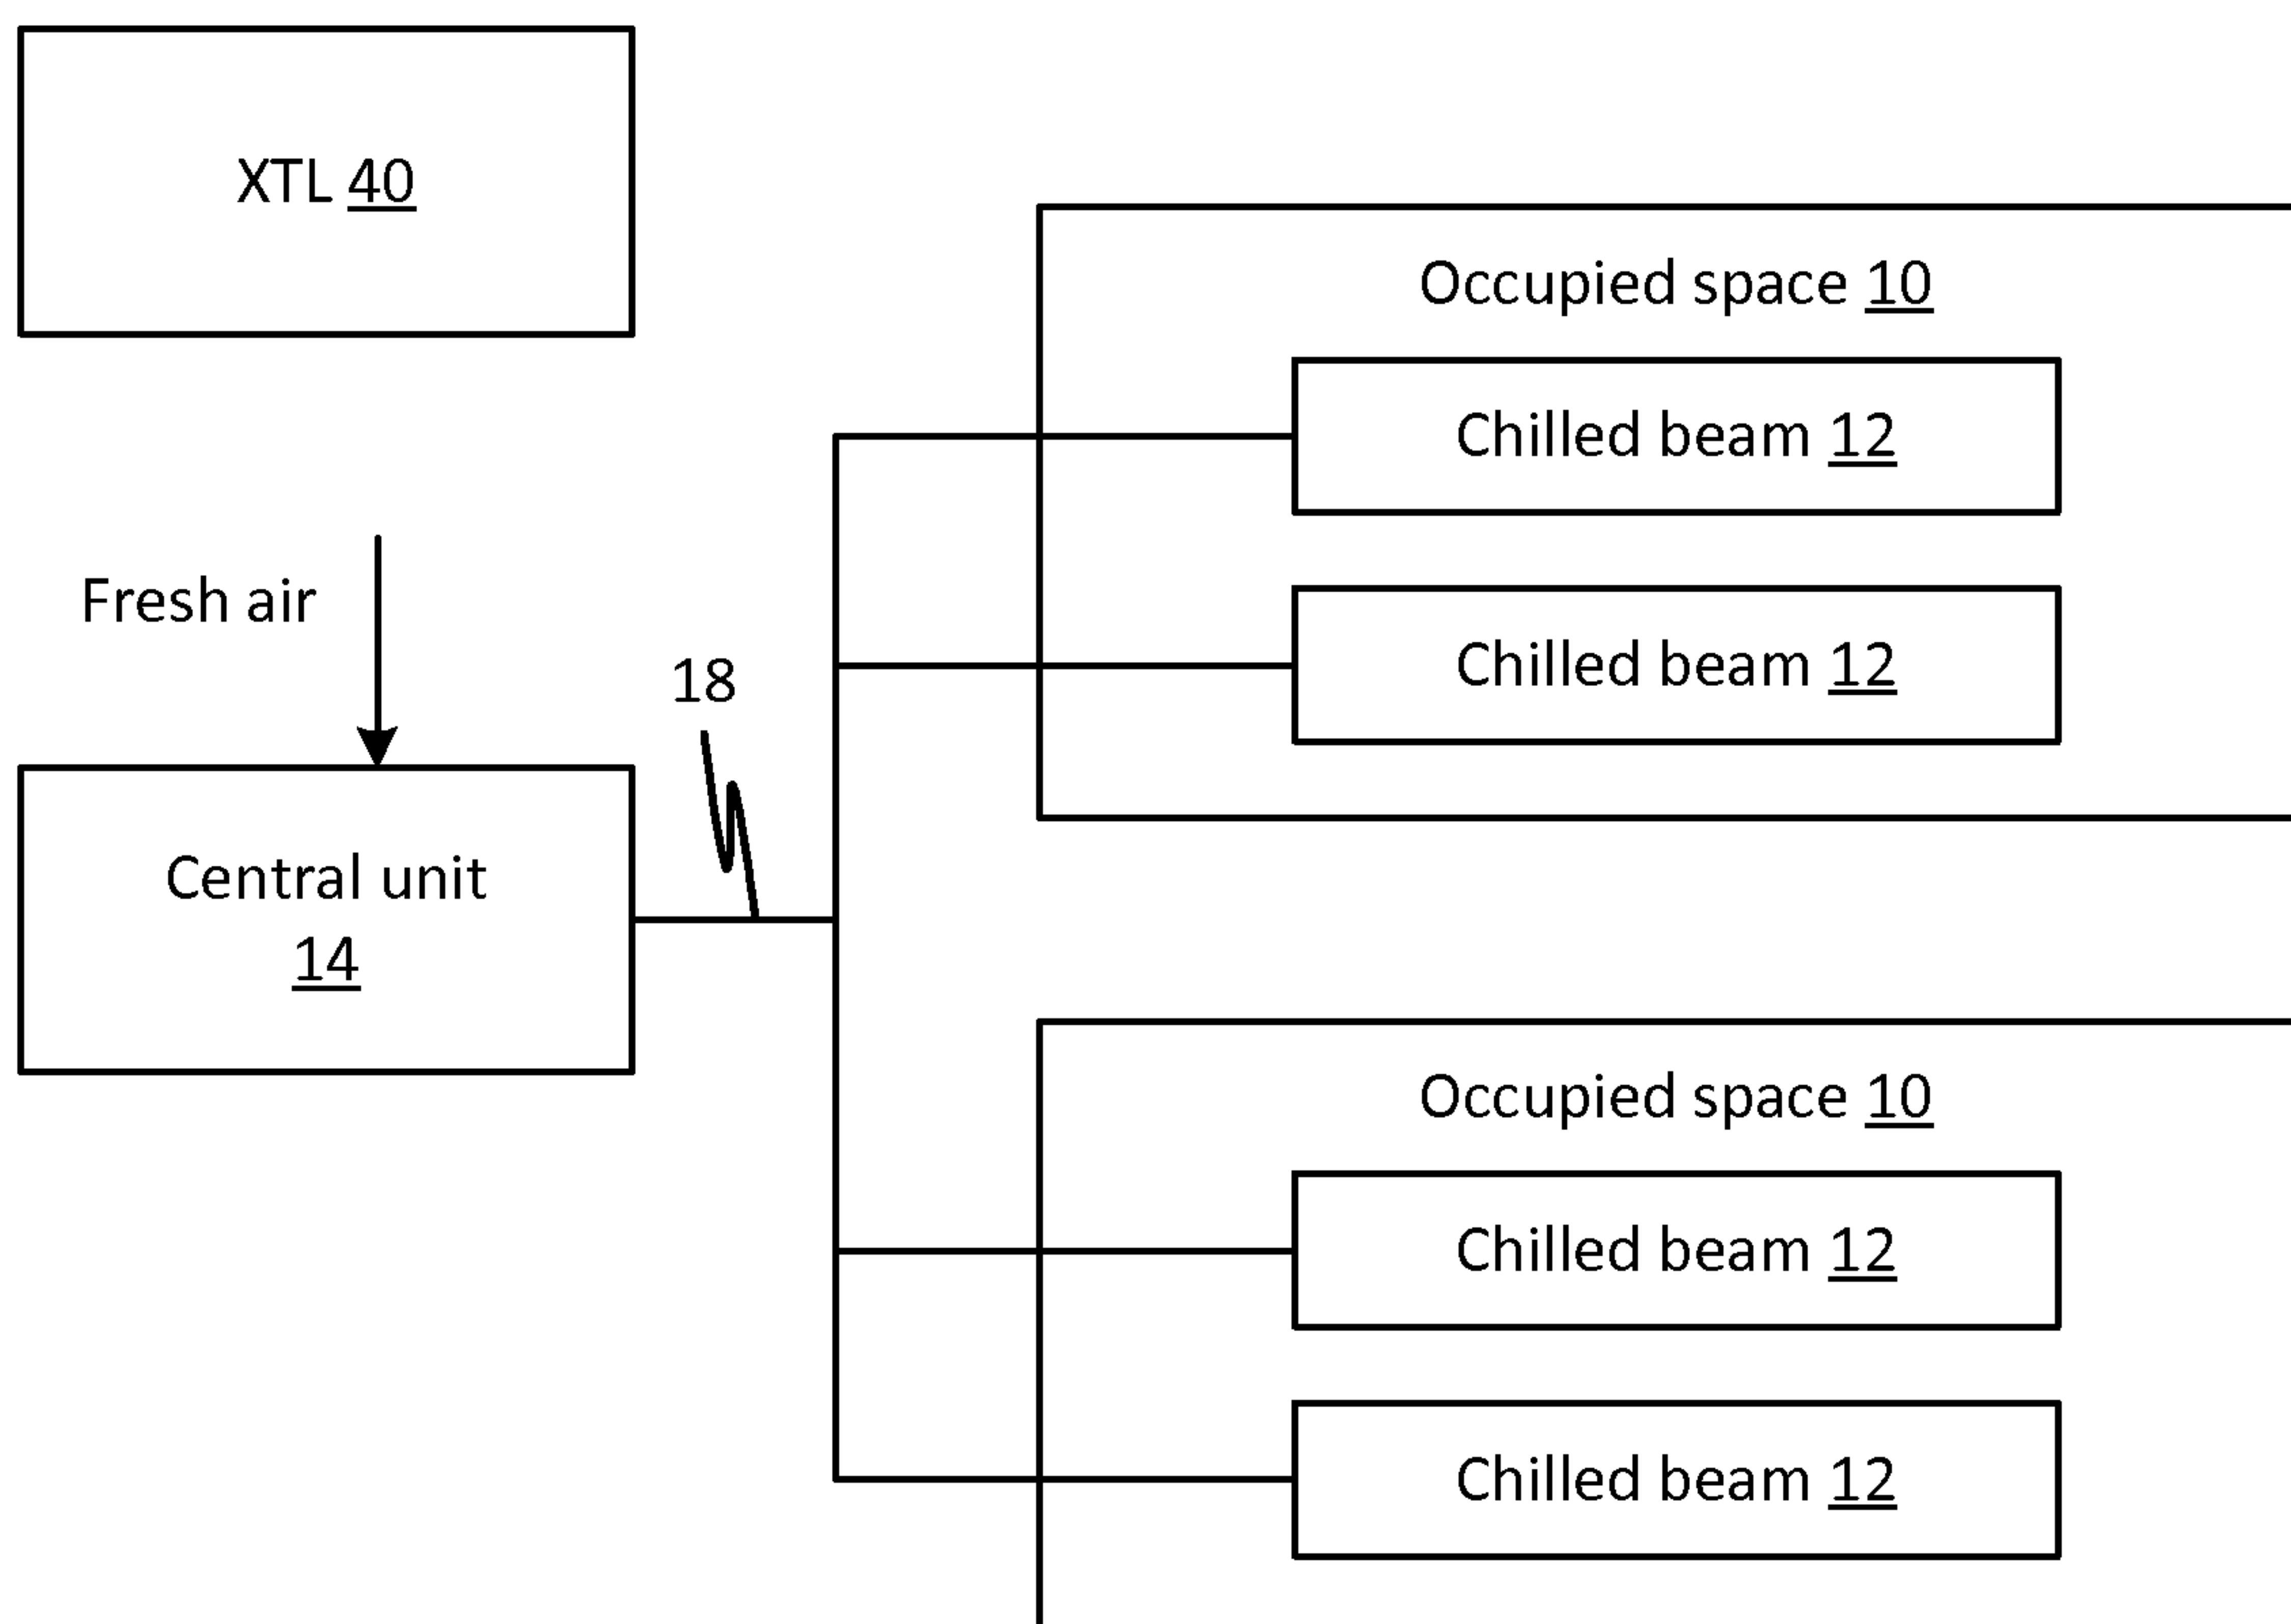 XTL 40
Occupied space 10
Chilled beam 12
Fresh air
Chilled beam 12
18
Central unit
14
Occupied space 10
Chilled beam 12
Chilled beam 12